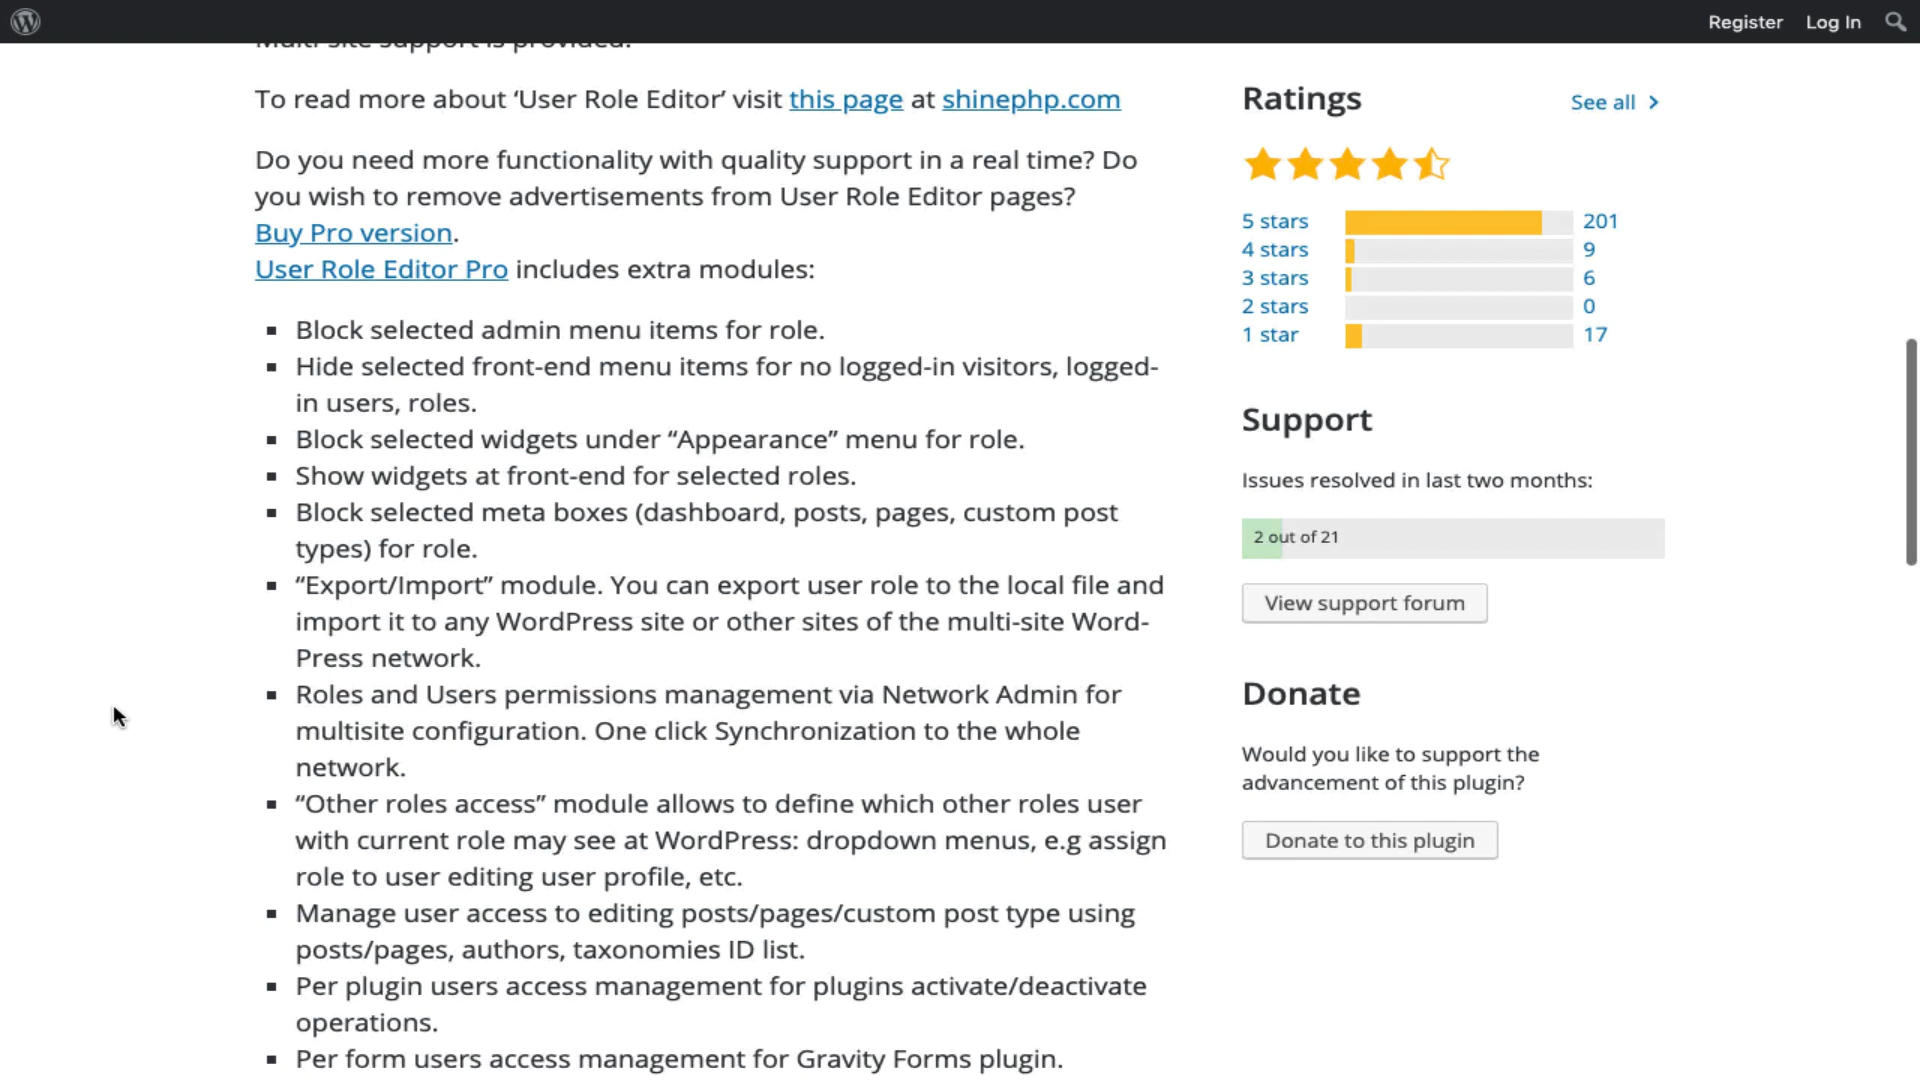 Register Log In
Multi-site support is provided.
To read more about ‘User Role Editor’ visit this page at shinephp.com
Do you need more functionality with quality support in a real time? Do
you wish to remove advertisements from User Role Editor pages?
Buy Pro version.
User Role Editor Pro includes extra modules:
▪ Block selected admin menu items for role.
▪ Hide selected front-end menu items for no logged-in visitors, logged-
in users, roles.
▪ Block selected widgets under “Appearance” menu for role.
▪ Show widgets at front-end for selected roles.
▪ Block selected meta boxes (dashboard, posts, pages, custom post
types) for role.
▪ “Export/Import” module. You can export user role to the local file and
import it to any WordPress site or other sites of the multi-site Word-
Press network.
▪ Roles and Users permissions management via Network Admin for
multisite configuration. One click Synchronization to the whole
network.
▪ “Other roles access” module allows to define which other roles user
with current role may see at WordPress: dropdown menus, e.g assign
role to user editing user profile, etc.
▪ Manage user access to editing posts/pages/custom post type using
posts/pages, authors, taxonomies ID list.
▪ Per plugin users access management for plugins activate/deactivate
operations.
▪ Per form users access management for Gravity Forms plugin.
Ratings See all
5 stars 201
4 stars 9
3 stars 6
2 stars 0
1 star 17
Support
Issues resolved in last two months:
2 out of 21
View support forum
Donate
Would you like to support the
advancement of this plugin?
Donate to this plugin